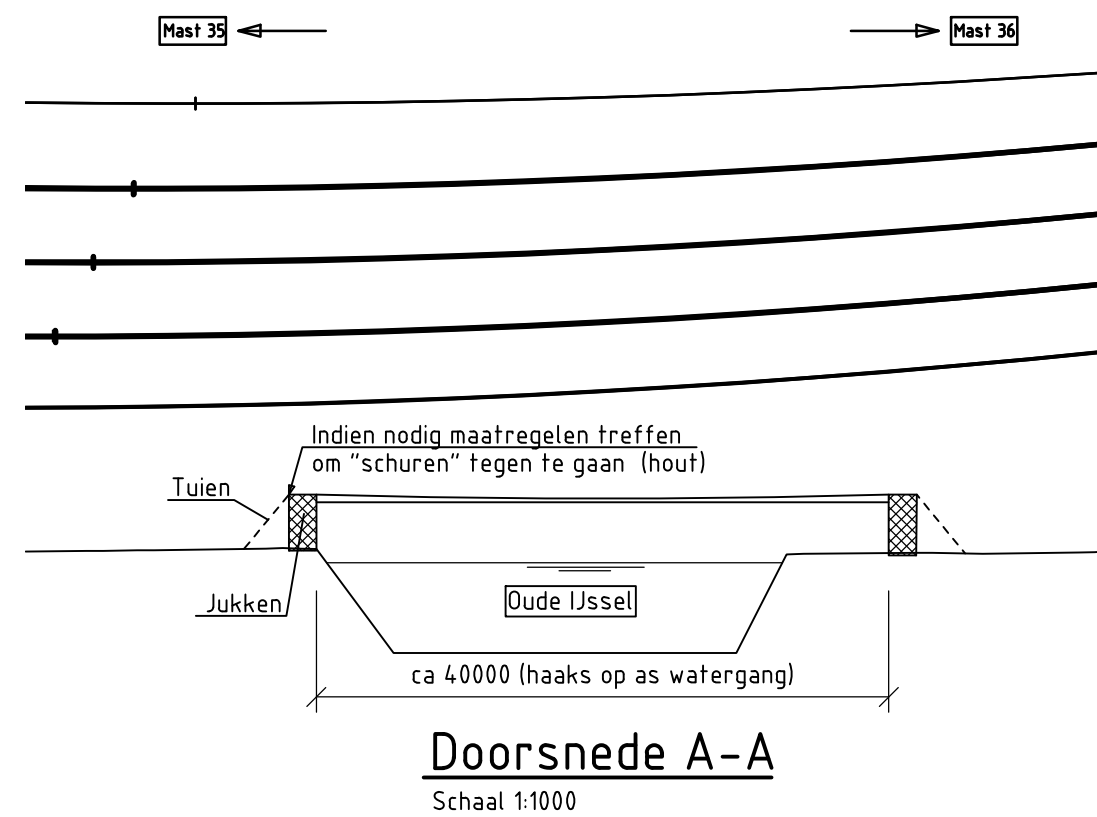 Mast 35
Mast 36
Indien nodig maatregelen treffen
om "schuren" tegen te gaan (hout)
Tuien
Jukken
Oude IJssel
ca 40000 (haaks op as watergang)
Doorsnede A-A
Schaal 1:1000